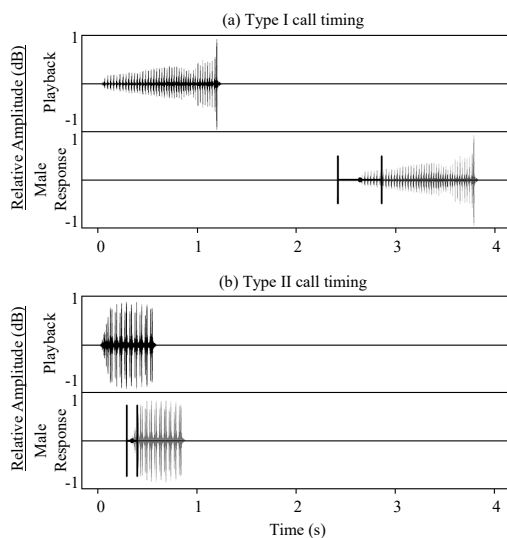 (a) Type I call timing
Relative Amplitude (dB)
Playback
1
-1
Male
Response
1
-1
0 1 2 3 4
(b) Type II call timing
Relative Amplitude (dB)
Playback
1
-1
Male
Response
1
-1
0 1 2 3 4
Time (s)